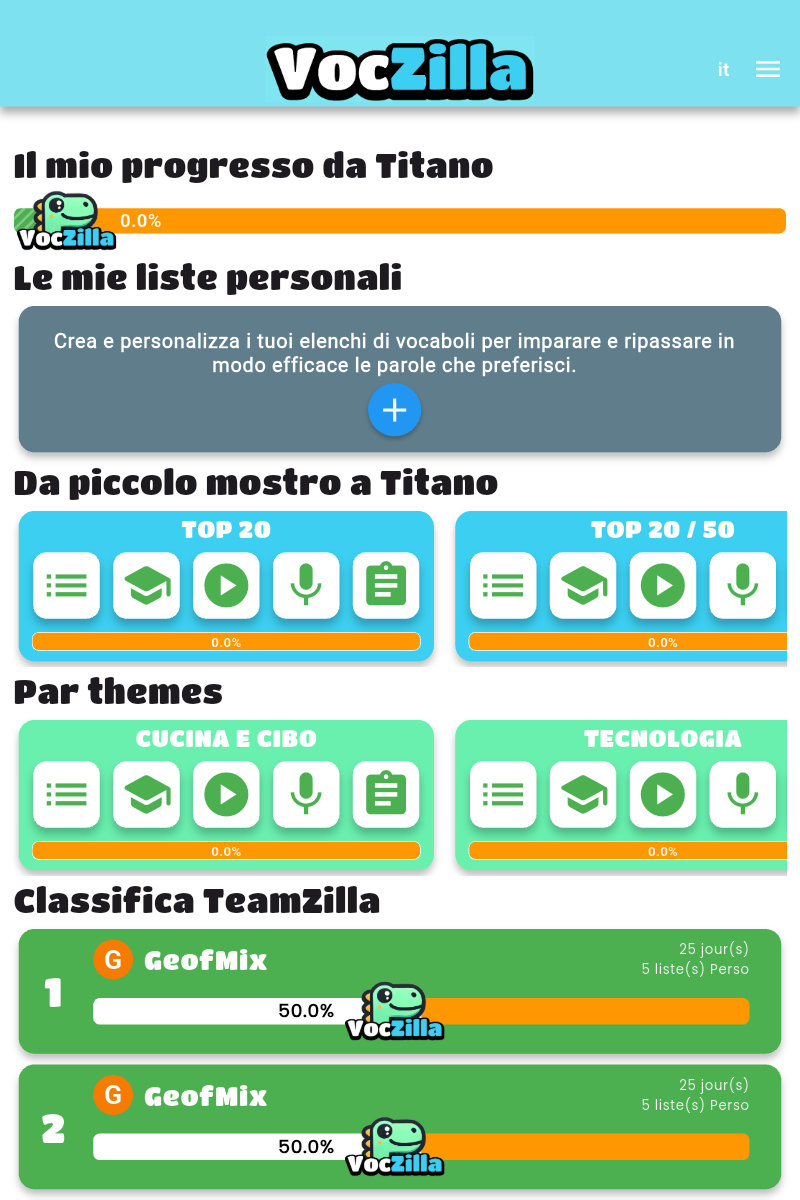 VocZilla
it
Il mio progresso da Titano
0.0%
VocZilla
Le mie liste personali
Crea e personalizza i tuoi elenchi di vocaboli per imparare e ripassare in
modo efficace le parole che preferisci.
Da piccolo mostro a Titano
TOP 20
TOP 20 / 50
0.0%
0.0%
Par themes
CUCINA E CIBO
TECNOLOGIA
0.0%
0.0%
Classifica TeamZilla
1
G
GeofMix
25 jour(s)
5 liste(s) Perso
50.0%
VocZilla
2
G
GeofMix
25 jour(s)
5 liste(s) Perso
50.0%
VocZilla